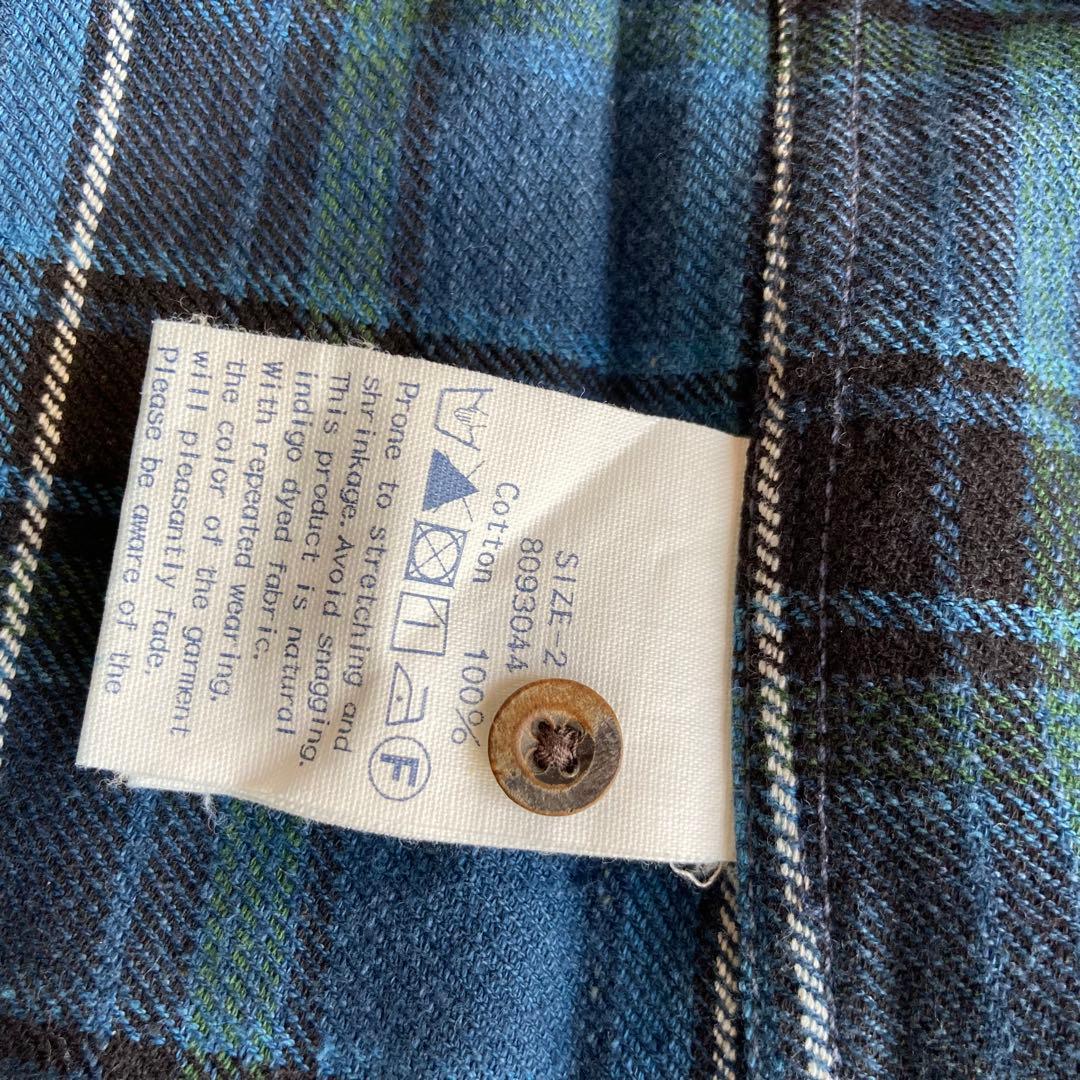 SIZE-2
80930444
Cotton 100%
F
Prone to stretching and
shrinkage. Avoid snagging.
This product is natural
indigo dyed fabric.
With repeated wearing,
the color of the garment
will pleasantly fade.
please be aware of the